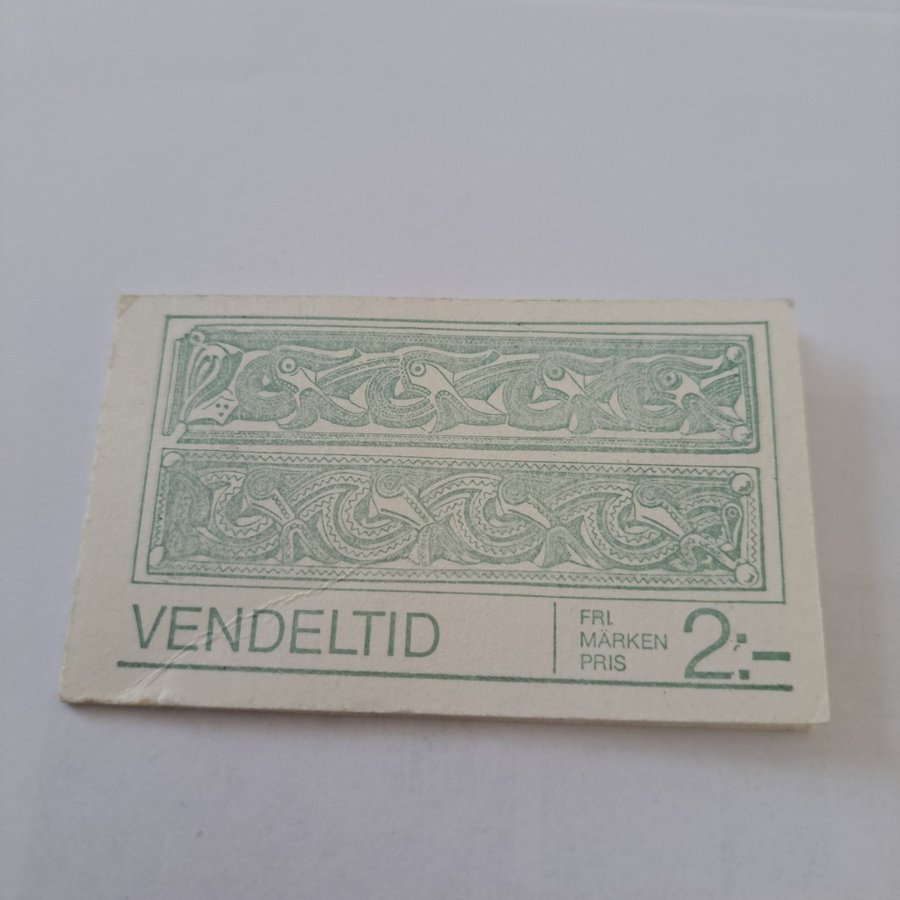 VENDELTID
FRI.
MÄRKEN
PRIS
2:-